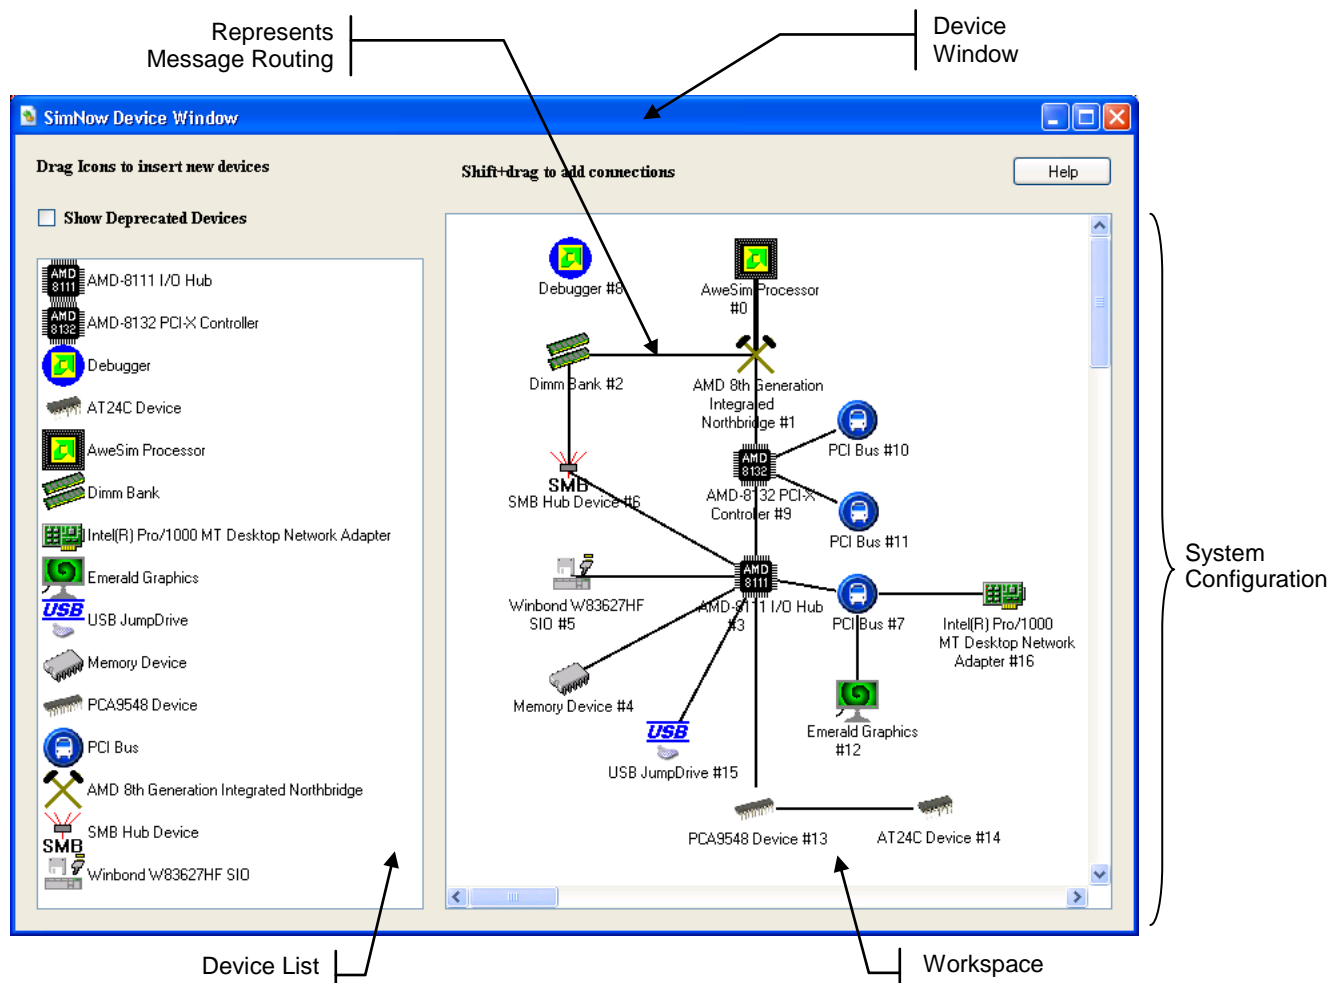 Represents
Message Routing
Device
Window
SimNow Device Window
Drag Icons to insert new devices
Shift+drag to add connections
Help
Show Deprecated Devices
AMD
8111
AMD-8111 I/O Hub
AMD
8132
AMD-8132 PCI-X Controller
Debugger
AT24C Device
AweSim Processor
Dimm Bank
Intel(R) Pro/1000 MT Desktop Network Adapter
Emerald Graphics
USB
USB JumpDrive
Memory Device
PCA9548 Device
PCI Bus
AMD 8th Generation Integrated Northbridge
SMB
SMB Hub Device
Winbond W83627HF SIO
Debugger #8
AweSim Processor
#0
Dimm Bank #2
AMD 8th Generation
Integrated
Northbridge #1
PCI Bus #10
AMD
8132
SMB
SMB Hub Device #6
AMD-8132 PCI-X
Controller #9
PCI Bus #11
AMD
8111
Winbond W83627HF
SIO #5
AMD-8111 I/O Hub
#3
PCI Bus #7
Intel(R) Pro/1000
MT Desktop Network
Adapter #16
Memory Device #4
USB
USB JumpDrive #15
Emerald Graphics
#12
PCA9548 Device #13
AT24C Device #14
System
Configuration
Device List
Workspace